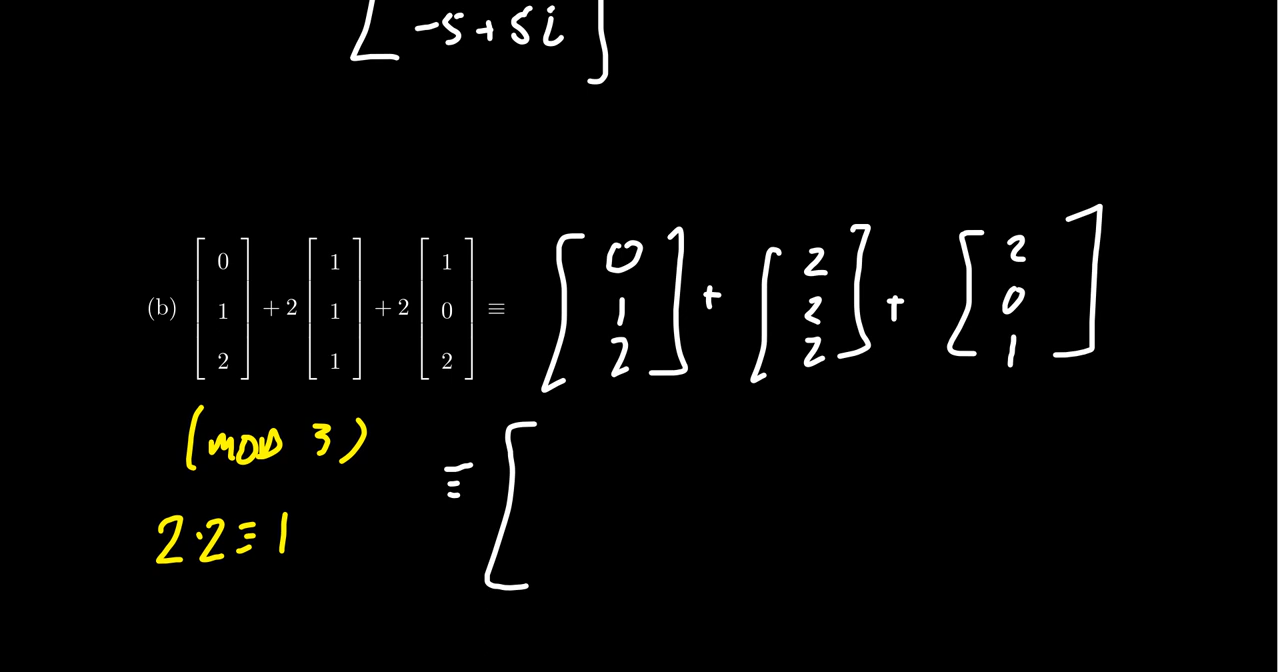 [ -5 + 5i ]
(b) [ 0 1 2 ] + 2 [ 1 1 1 ] + 2 [ 1 0 2 ] ≡ [ 0 1 2 ] + [ 2 2 2 ] + [ 2 0 1 ]
(MOD 3) ≡ [
2·2 ≡ 1